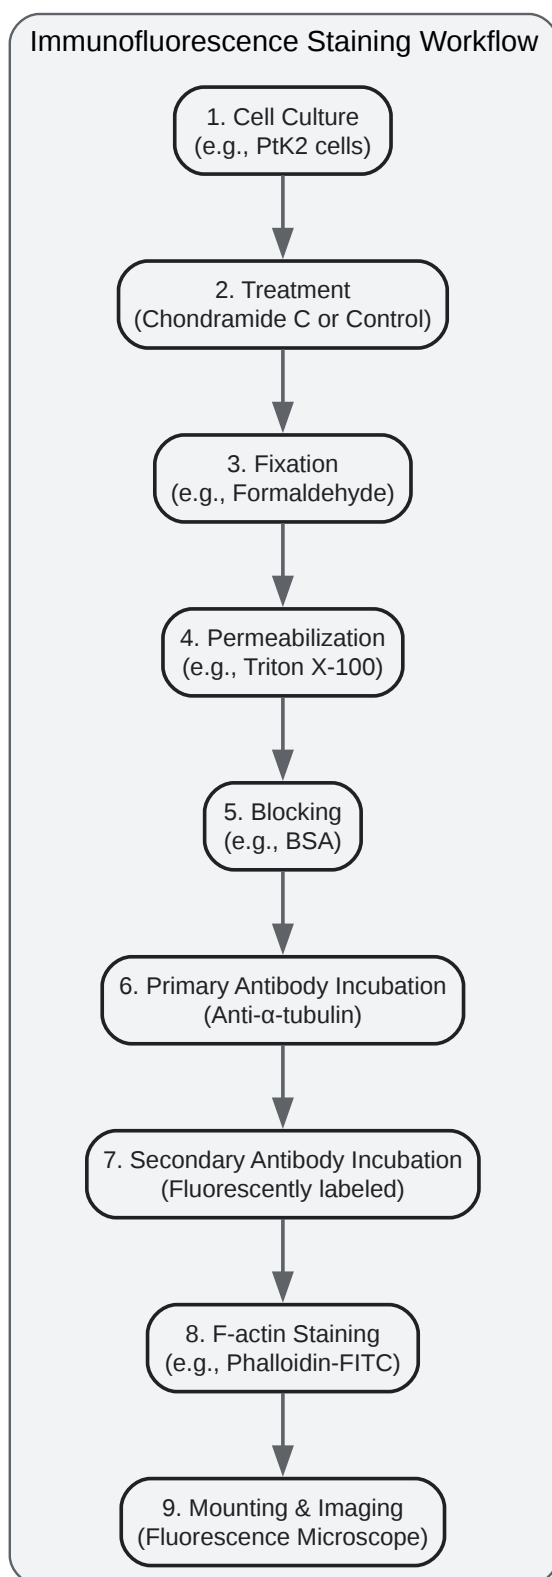 Immunofluorescence Staining Workflow
1. Cell Culture
(e.g., PtK2 cells)
2. Treatment
(Chondramide C or Control)
3. Fixation
(e.g., Formaldehyde)
4. Permeabilization
(e.g., Triton X-100)
5. Blocking
(e.g., BSA)
6. Primary Antibody Incubation
(Anti-α-tubulin)
7. Secondary Antibody Incubation
(Fluorescently labeled)
8. F-actin Staining
(e.g., Phalloidin-FITC)
9. Mounting & Imaging
(Fluorescence Microscope)